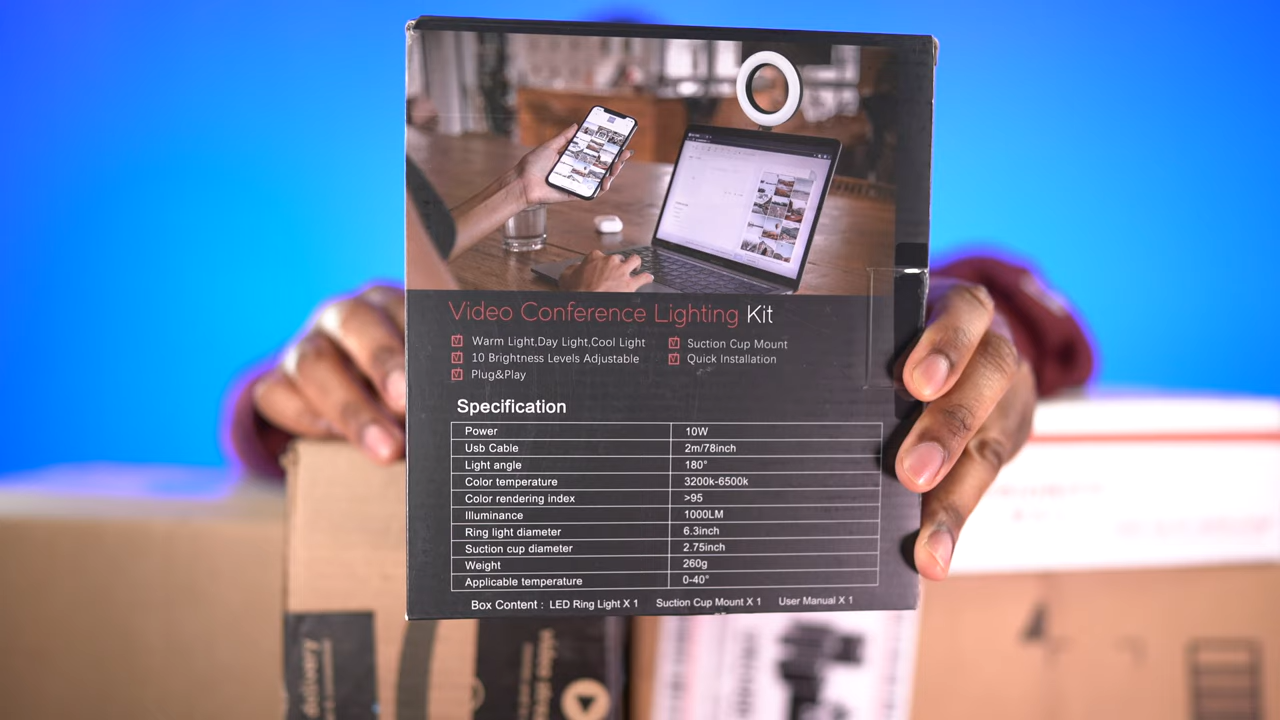 Video Conference Lighting Kit
Warm Light,Day Light,Cool Light
Suction Cup Mount
10 Brightness Levels Adjustable
Quick Installation
Plug&Play
Specification
Power 10W
Usb Cable 2m/78inch
Light angle 180°
Color temperature 3200k-6500k
Color rendering index >95
Illuminance 1000LM
Ring light diameter 6.3inch
Suction cup diameter 2.75inch
Weight 260g
Applicable temperature 0-40°
Box Content : LED Ring Light X 1 Suction Cup Mount X 1 User Manual X 1